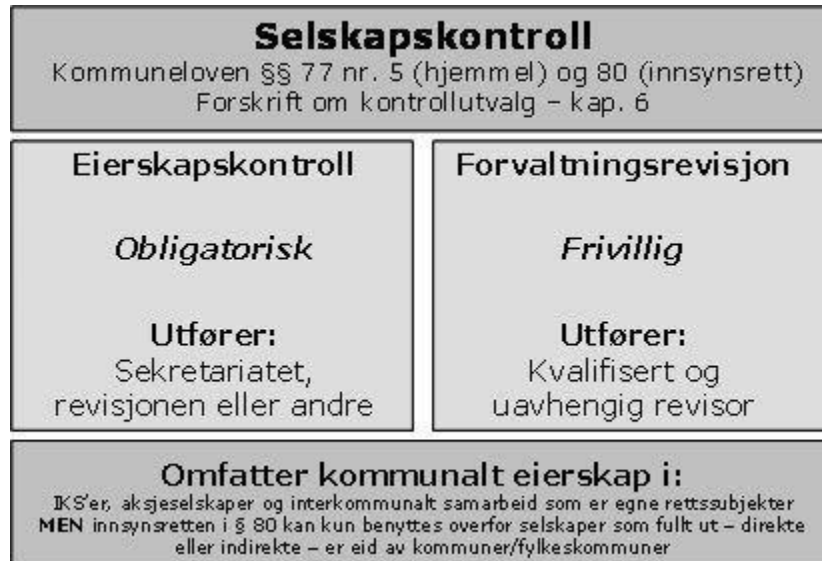 Selskapskontroll
Kommuneloven §§ 77 nr. 5 (hjemmel) og 80 (innsynsrett)
Forskrift om kontrollutvalg – kap. 6
Eierskapskontroll
Obligatorisk
Utfører:
Sekretariatet,
revisjonen eller andre
Forvaltningsrevisjon
Frivillig
Utfører:
Kvalifisert og
uavhengig revisor
Omfatter kommunalt eierskap i:
IKS'er, aksjeselskaper og interkommunalt samarbeid som er egne rettssubjekter
MEN innsynsretten i § 80 kan kun benyttes overfor selskaper som fullt ut – direkte
eller indirekte – er eid av kommuner/fylkeskommuner